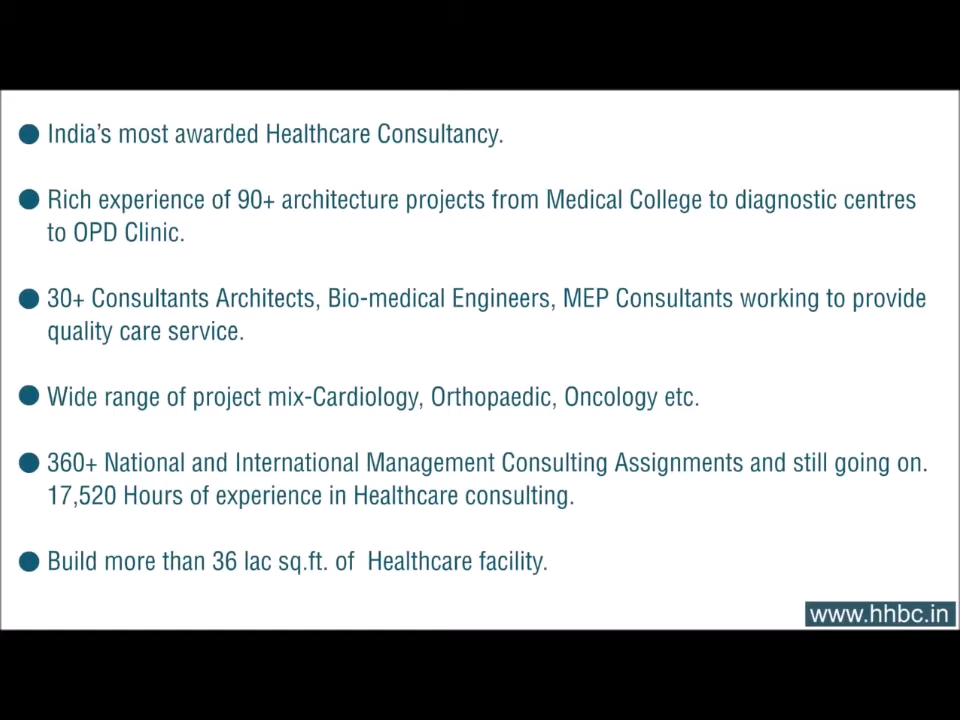 ● India's most awarded Healthcare Consultancy.
● Rich experience of 90+ architecture projects from Medical College to diagnostic centres
to OPD Clinic.
● 30+ Consultants Architects, Bio-medical Engineers, MEP Consultants working to provide
quality care service.
● Wide range of project mix-Cardiology, Orthopaedic, Oncology etc.
● 360+ National and International Management Consulting Assignments and still going on.
17,520 Hours of experience in Healthcare consulting.
● Build more than 36 lac sq.ft. of Healthcare facility.
www.hhbc.in